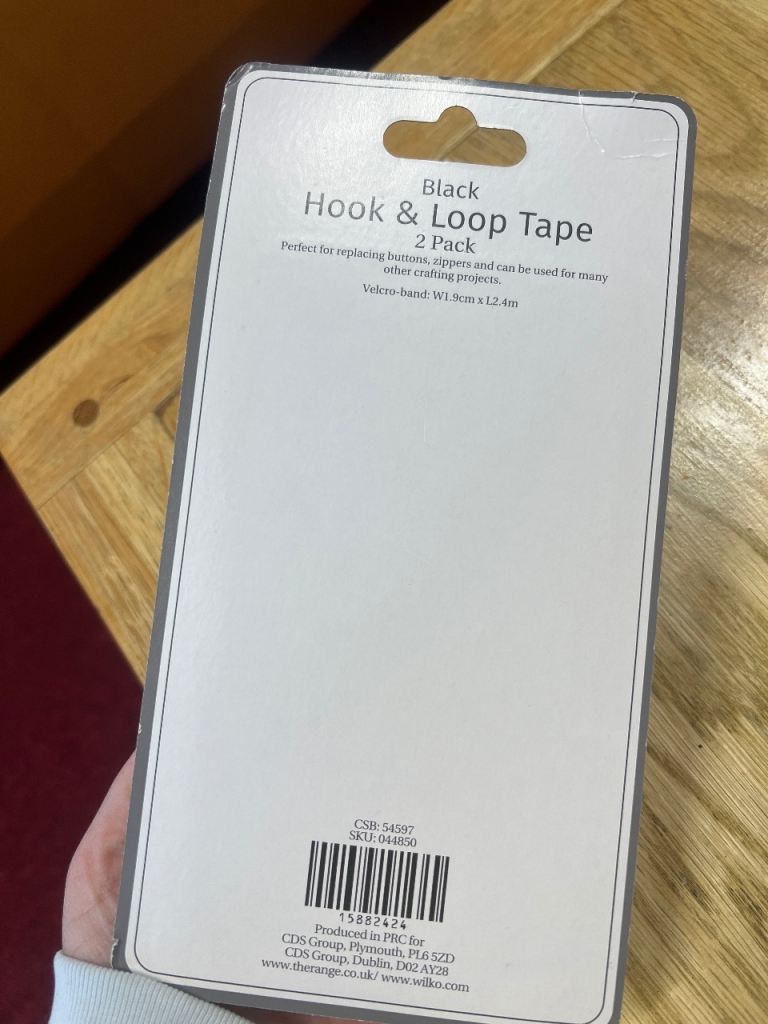 Black
Hook & Loop Tape
2 Pack
Perfect for replacing buttons, zippers and can be used for many
other crafting projects.
Velcro-band: W1.9cm x L2.4m
CSB: 54597
SKU: 044850
15882424
Produced in PRC for
CDS Group, Plymouth, PL6 5ZD
CDS Group, Dublin, D02 AY28
www.therange.co.uk/ www.wilko.com